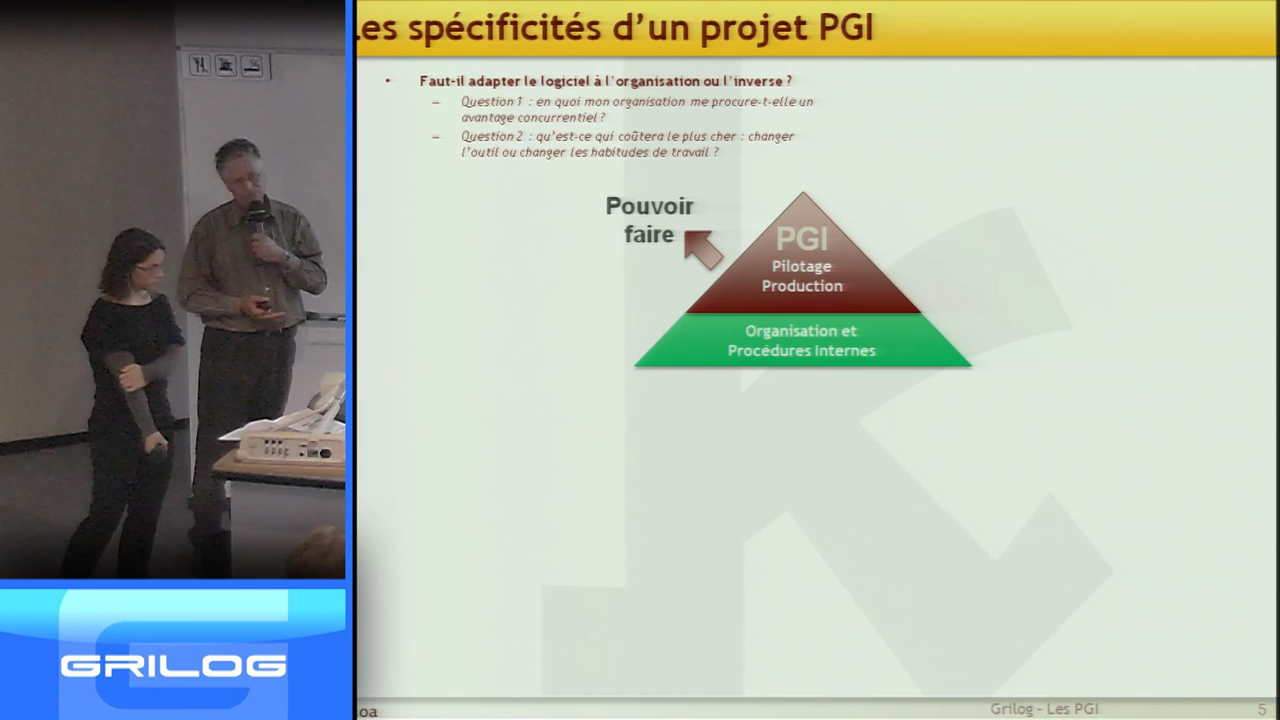 es spécificités d'un projet PGI
• Faut-il adapter le logiciel à l'organisation ou l'inverse ?
– Question 1 : en quoi mon organisation me procure-t-elle un
avantage concurrentiel ?
– Question 2 : qu'est-ce qui coûtera le plus cher : changer
l'outil ou changer les habitudes de travail ?
Pouvoir
faire
PGI
Pilotage
Production
Organisation et
Procédures Internes
GRILOG
oa
Grilog - Les PGI
5